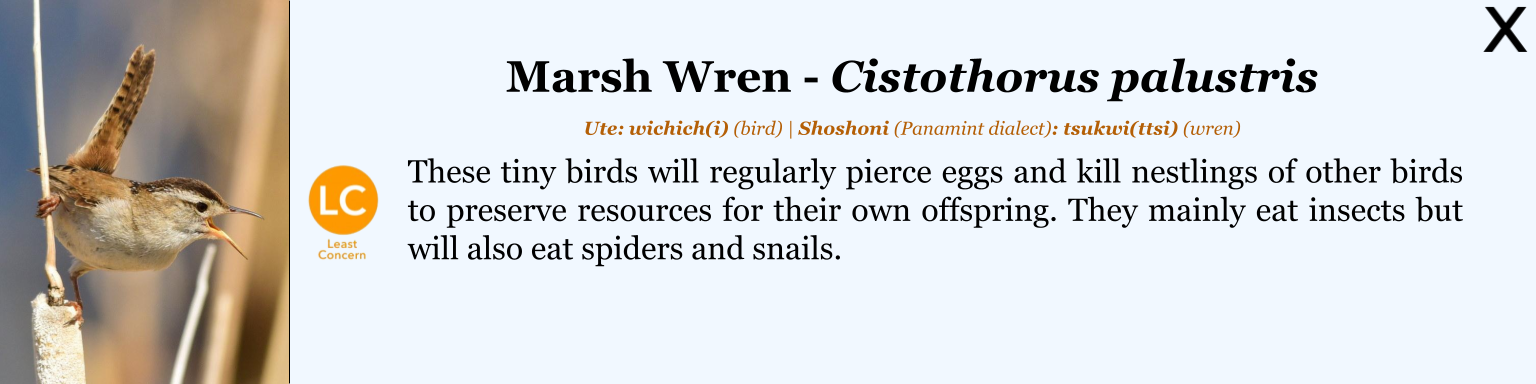 X
Marsh Wren - Cistothorus palustris
Ute: wichich(i) (bird) | Shoshoni (Panamint dialect): tsukwi(ttsi) (wren)
These tiny birds will regularly pierce eggs and kill nestlings of other birds
to preserve resources for their own offspring. They mainly eat insects but
will also eat spiders and snails.
LC
Least
Concern